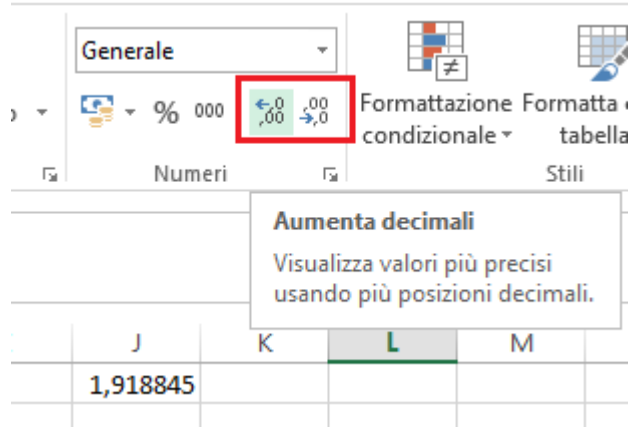 Generale
% 000
←,0 ,00 ,00 →,0
Formattazione condizionale
Formatta
tabella
Numeri
Stili
Aumenta decimali
Visualizza valori più precisi
usando più posizioni decimali.
J K L M
1,918845